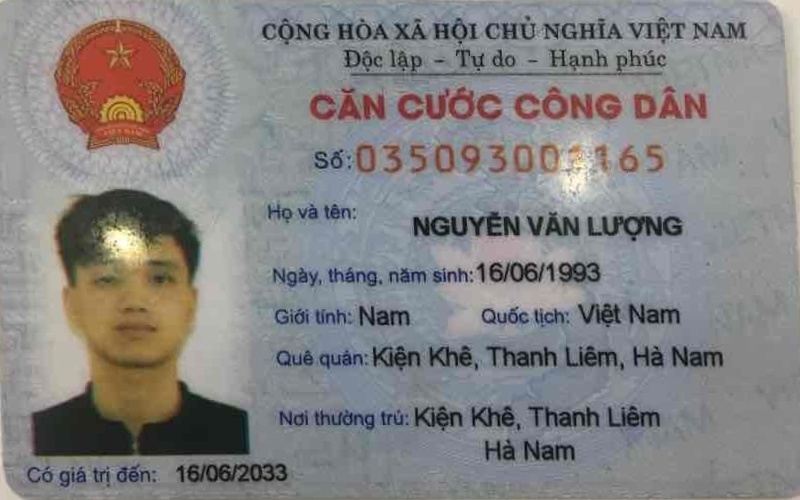 CỘNG HÒA XÃ HỘI CHỦ NGHĨA VIỆT NAM
Độc lập - Tự do - Hạnh phúc
CĂN CƯỚC CÔNG DÂN
Số: 035093001165
Họ và tên: NGUYỄN VĂN LƯỢNG
Ngày, tháng, năm sinh: 16/06/1993
Giới tính: Nam Quốc tịch: Việt Nam
Quê quán: Kiện Khê, Thanh Liêm, Hà Nam
Nơi thường trú: Kiện Khê, Thanh Liêm
Hà Nam
Có giá trị đến: 16/06/2033